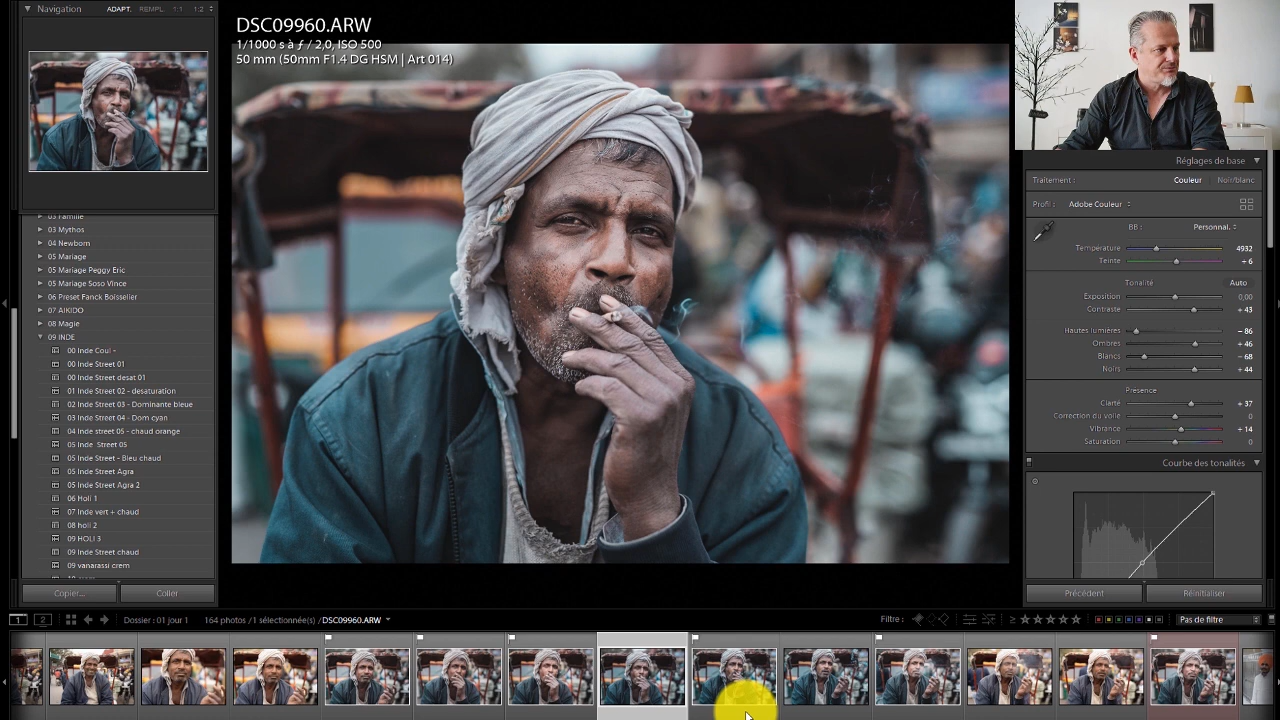 Navigation ADAPT. REMPL. 1:1 1:2
DSC09960.ARW
1/1000 s à ƒ / 2,0, ISO 500
50 mm (50mm F1.4 DG HSM | Art 014)
03 Famille
03 Mythos
04 Newborn
05 Mariage
05 Mariage Peggy Eric
05 Mariage Soso Vince
06 Preset Fanck Boisselier
07 AIKIDO
08 Magie
09 INDE
00 Inde Coul -
00 Inde Street 01
00 Inde Street desat 01
01 Inde Street 02 - desaturation
02 Inde Street 03 - Dominante bleue
03 Inde Street 04 - Dom cyan
04 Inde street 05 - chaud orange
05 Inde Street 05
05 Inde Street - Bleu chaud
05 Inde Street Agra
05 Inde Street Agra 2
06 Holi 1
07 Inde vert + chaud
08 holi 2
09 HOLI 3
09 Inde Street chaud
09 vanarassi crem
Copier... Coller
Réglages de base
Traitement : Couleur Noir/blanc
Profil : Adobe Couleur
BB : Personnal.
Température 4932
Teinte + 6
Tonalité Auto
Exposition 0,00
Contraste + 43
Hautes lumières − 86
Ombres + 46
Blancs − 68
Noirs + 44
Présence
Clarté + 37
Correction du voile 0
Vibrance + 14
Saturation 0
Courbe des tonalités
Précédent Réinitialiser
1 2 Dossier : 01 jour 1 164 photos /1 sélectionnée(s) /DSC09960.ARW Filtre : Pas de filtre